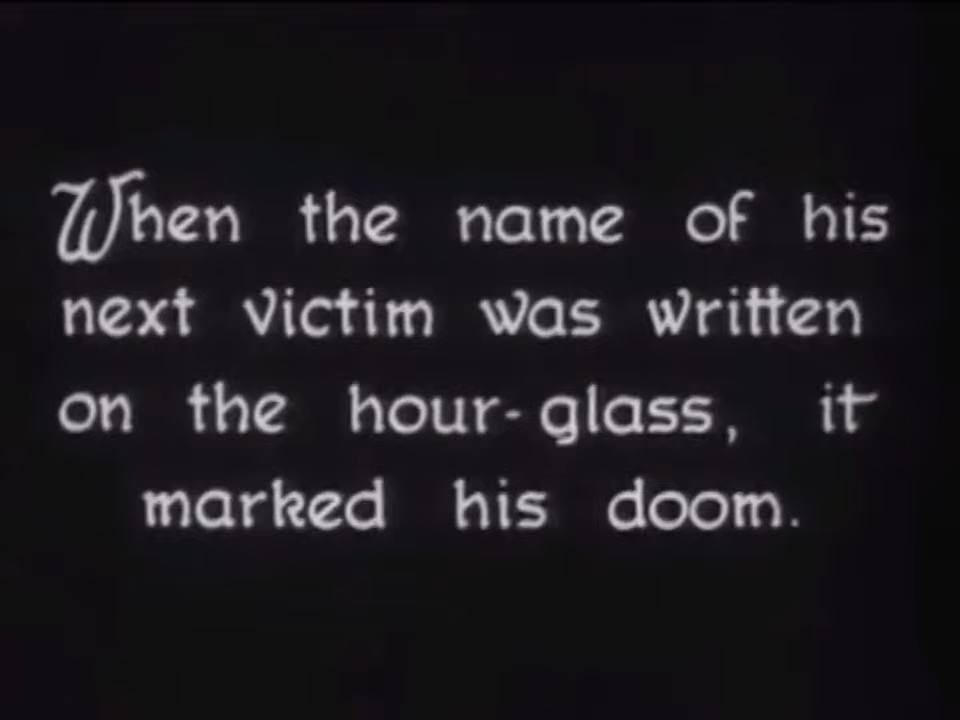 When the name of his
next victim was written
on the hour-glass, it
marked his doom.